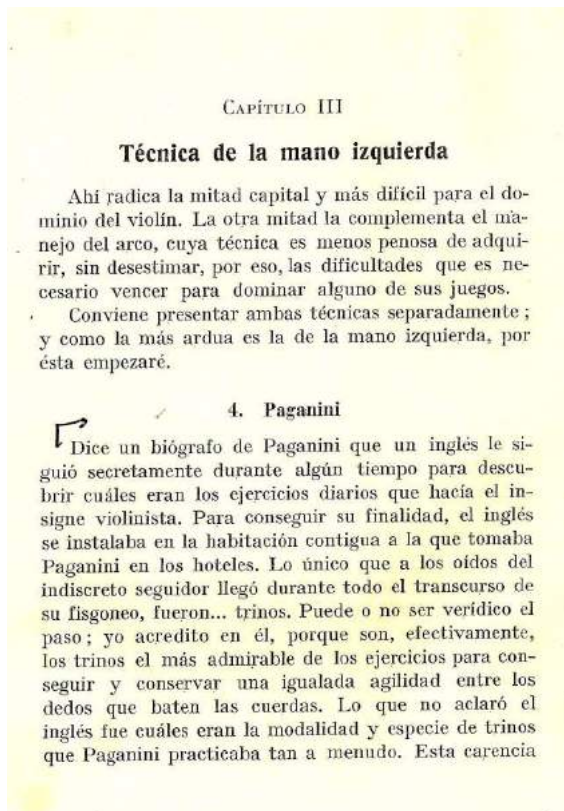 CAPÍTULO III
Técnica de la mano izquierda
Ahí radica la mitad capital y más difícil para el do-
minio del violín. La otra mitad la complementa el ma-
nejo del arco, cuya técnica es menos penosa de adqui-
rir, sin desestimar, por eso, las dificultades que es ne-
cesario vencer para dominar alguno de sus juegos.
Conviene presentar ambas técnicas separadamente;
y como la más ardua es la de la mano izquierda, por
ésta empezaré.
4. Paganini
Dice un biógrafo de Paganini que un inglés le si-
guió secretamente durante algún tiempo para descu-
brir cuáles eran los ejercicios diarios que hacía el in-
signe violinista. Para conseguir su finalidad, el inglés
se instalaba en la habitación contigua a la que tomaba
Paganini en los hoteles. Lo único que a los oídos del
indiscreto seguidor llegó durante todo el transcurso de
su fisgoneo, fueron... trinos. Puede o no ser verídico el
paso; yo acredito en él, porque son, efectivamente,
los trinos el más admirable de los ejercicios para con-
seguir y conservar una igualada agilidad entre los
dedos que baten las cuerdas. Lo que no aclaró el
inglés fue cuáles eran la modalidad y especie de trinos
que Paganini practicaba tan a menudo. Esta carencia